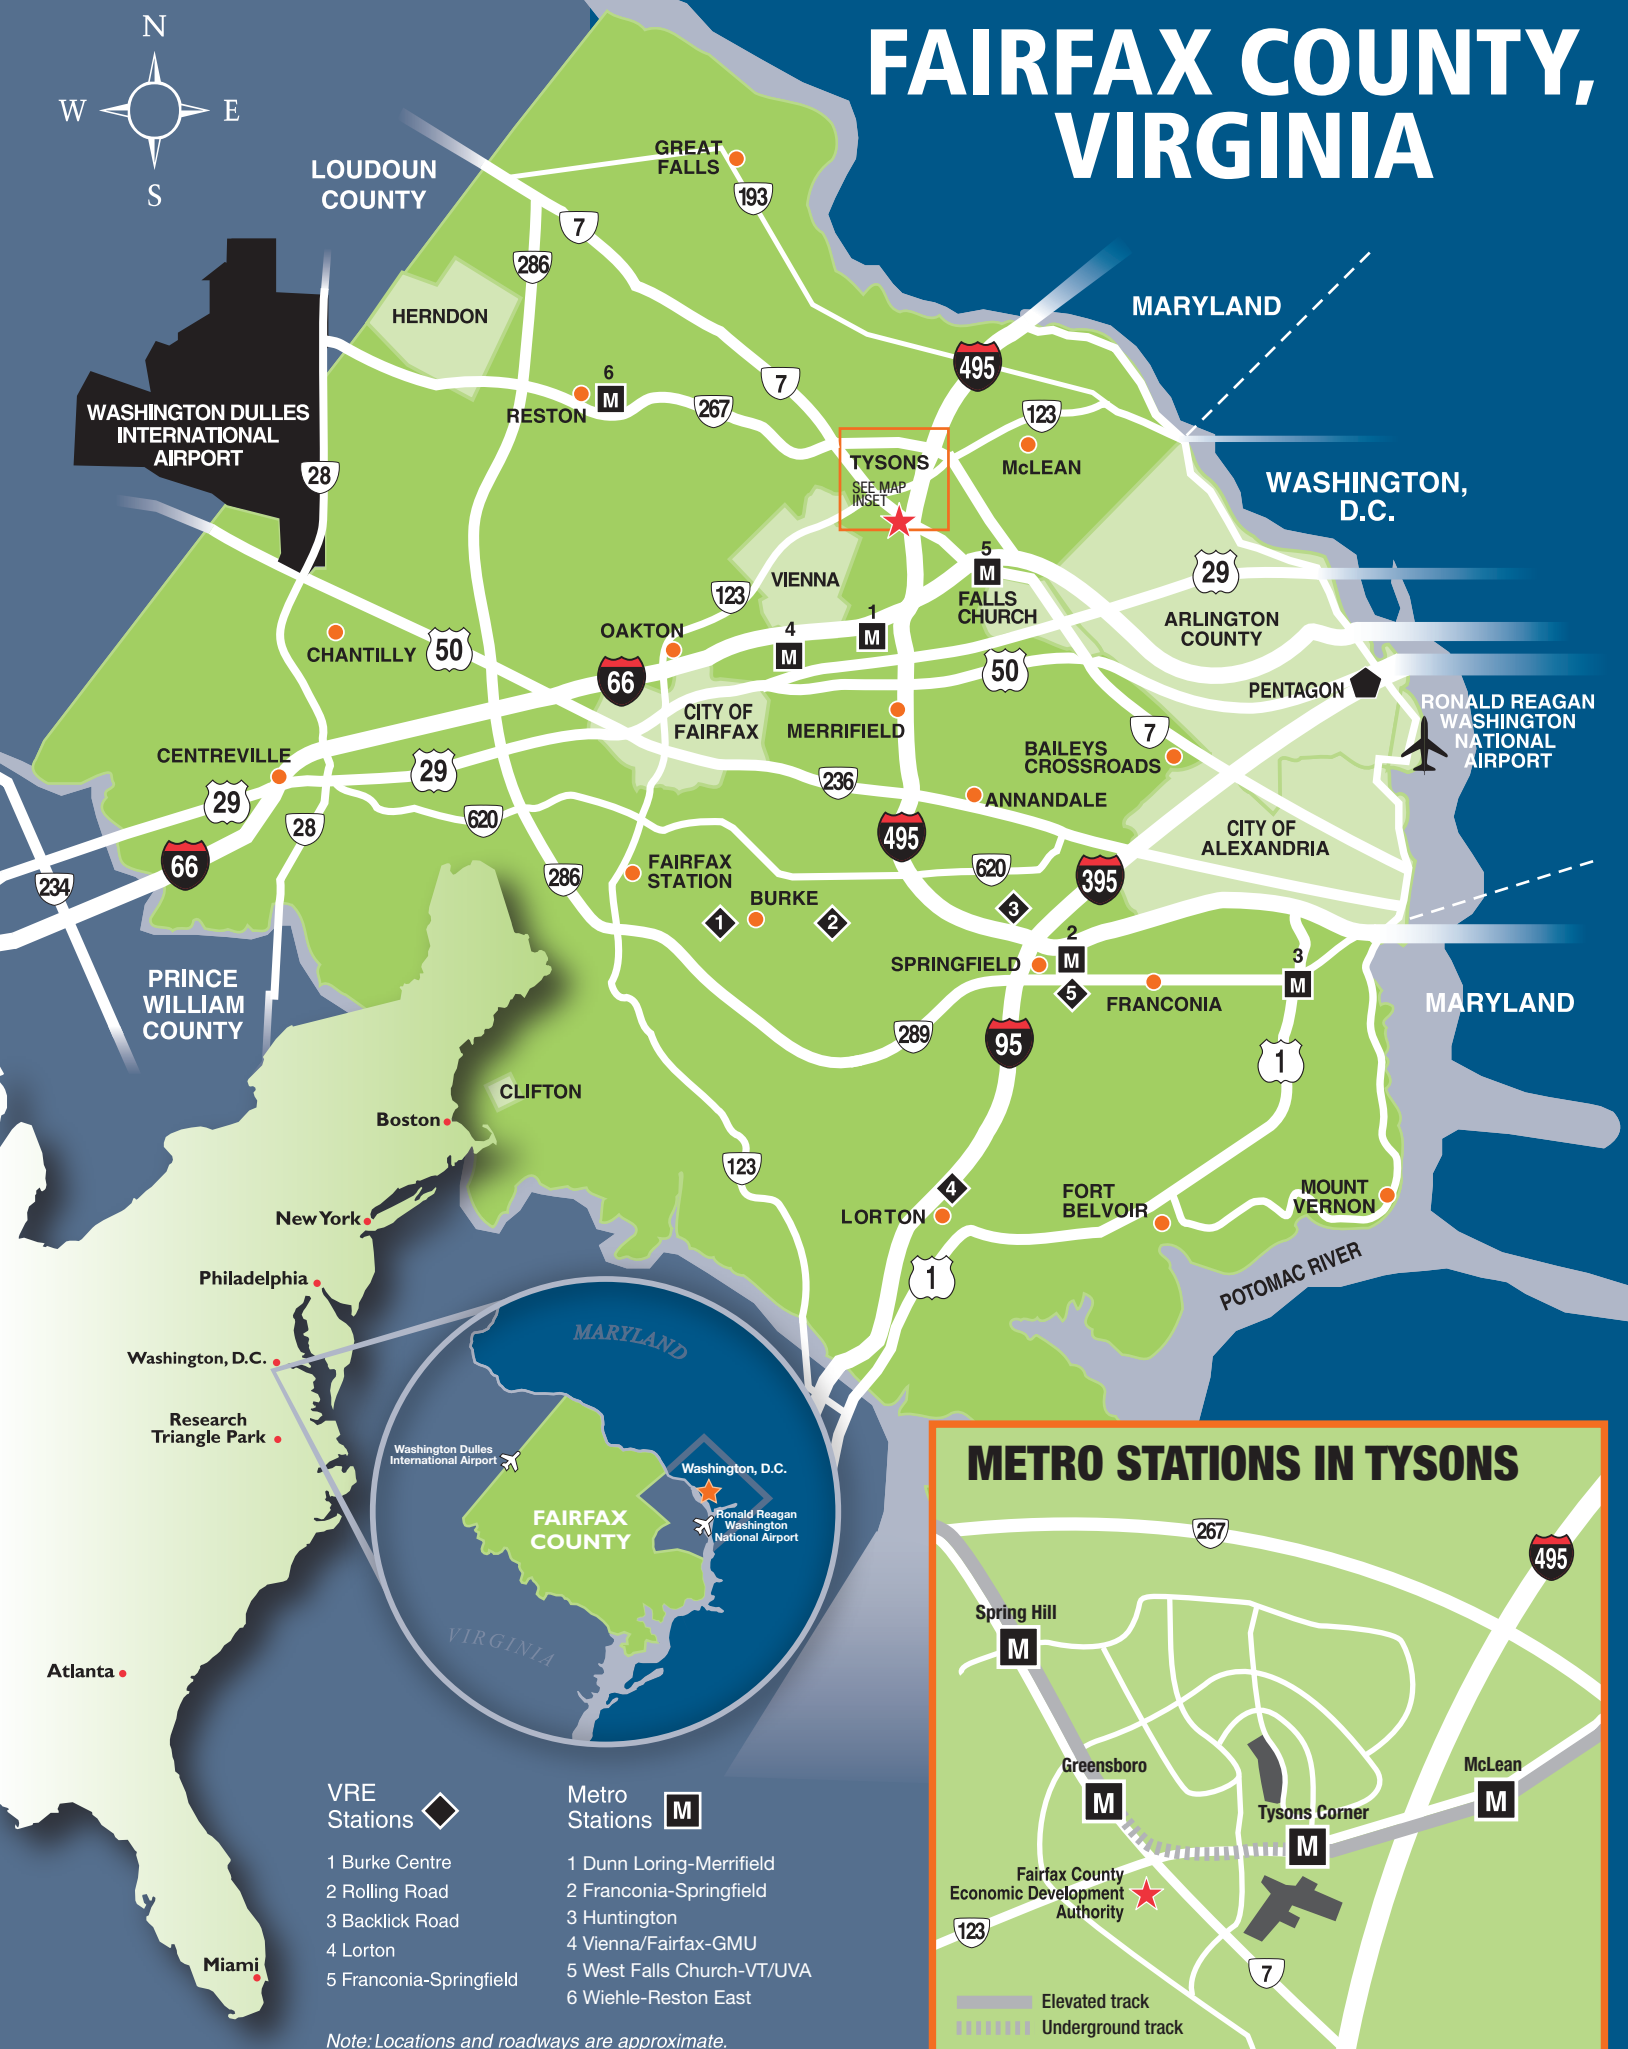 FAIRFAX COUNTY,
VIRGINIA
N
W
E
S
LOUDOUN
COUNTY
GREAT
FALLS
193
7
286
HERNDON
MARYLAND
495
WASHINGTON DULLES
INTERNATIONAL
AIRPORT
28
6
M
RESTON
267
7
123
McLEAN
TYSONS
SEE MAP
INSET
WASHINGTON,
D.C.
VIENNA
123
5
M
FALLS
CHURCH
29
ARLINGTON
COUNTY
CHANTILLY
50
OAKTON
66
4
M
1
M
50
PENTAGON
RONALD REAGAN
WASHINGTON
NATIONAL
AIRPORT
CITY OF
FAIRFAX
MERRIFIELD
7
BAILEYS
CROSSROADS
CENTREVILLE
29
29
28
66
234
620
236
ANNANDALE
495
CITY OF
ALEXANDRIA
286
FAIRFAX
STATION
BURKE
1
2
620
395
3
2
M
SPRINGFIELD
5
FRANCONIA
3
M
PRINCE
WILLIAM
COUNTY
MARYLAND
289
95
1
CLIFTON
123
4
LORTON
FORT
BELVOIR
MOUNT
VERNON
1
POTOMAC RIVER
Boston
New York
Philadelphia
Washington, D.C.
Research
Triangle Park
Atlanta
Miami
MARYLAND
Washington Dulles
International Airport
Washington, D.C.
Ronald Reagan
Washington
National Airport
FAIRFAX
COUNTY
VIRGINIA
VRE
Stations
1 Burke Centre
2 Rolling Road
3 Backlick Road
4 Lorton
5 Franconia-Springfield
Metro
Stations
M
1 Dunn Loring-Merrifield
2 Franconia-Springfield
3 Huntington
4 Vienna/Fairfax-GMU
5 West Falls Church-VT/UVA
6 Wiehle-Reston East
Note: Locations and roadways are approximate.
METRO STATIONS IN TYSONS
267
495
Spring Hill
M
Greensboro
M
McLean
M
Tysons Corner
M
Fairfax County
Economic Development
Authority
123
7
Elevated track
Underground track